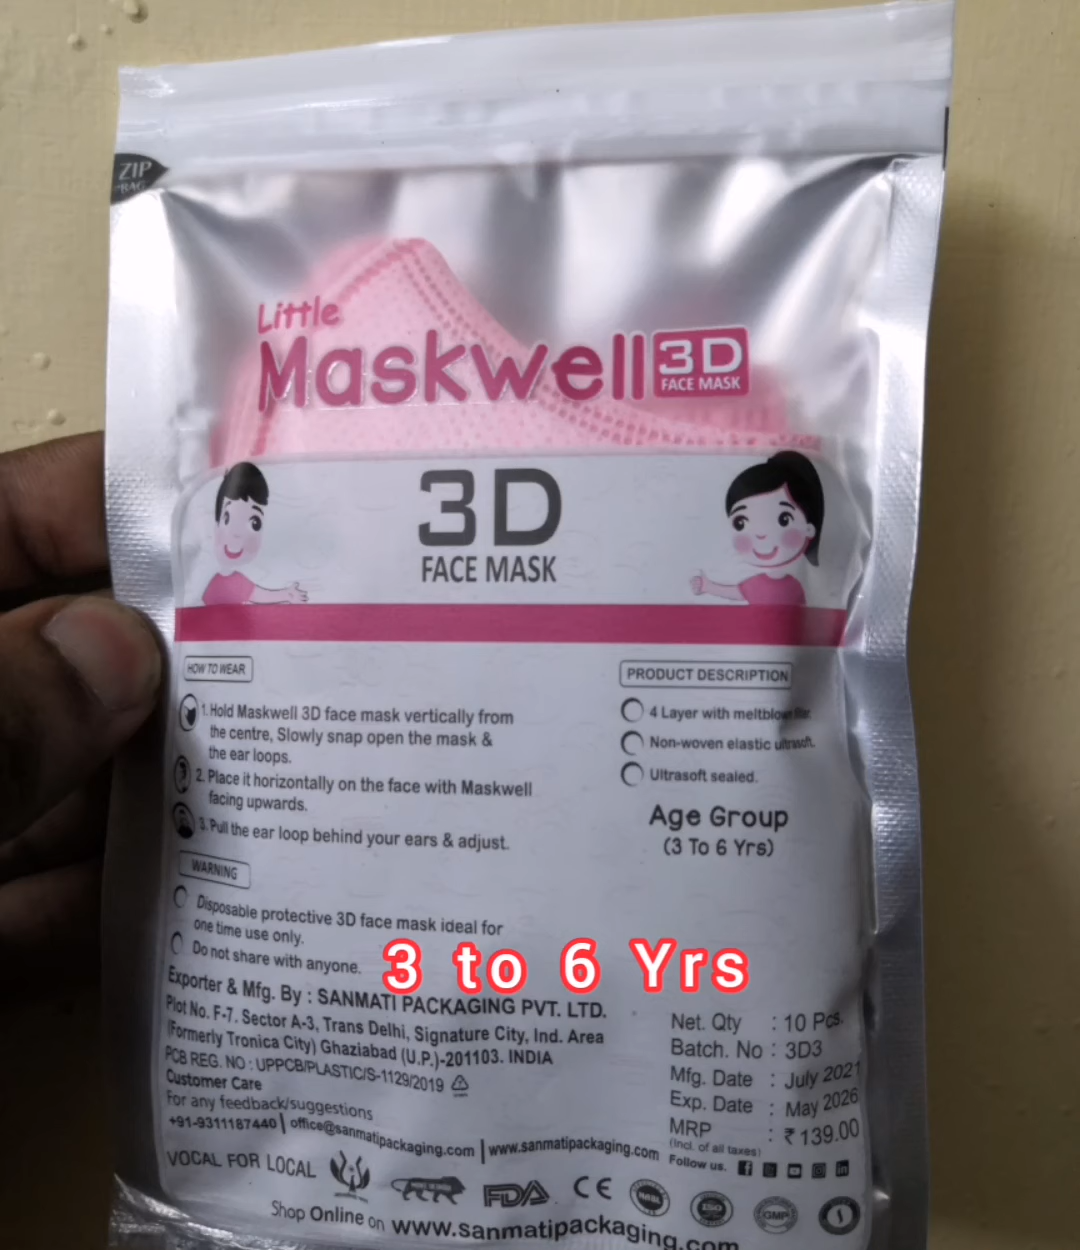 ZIP
BAG
Little
Maskwell 3D
FACE MASK
3D
FACE MASK
HOW TO WEAR
1. Hold Maskwell 3D face mask vertically from
the centre, Slowly snap open the mask &
the ear loops.
2. Place it horizontally on the face with Maskwell
facing upwards.
3. Pull the ear loop behind your ears & adjust.
WARNING
Disposable protective 3D face mask ideal for
one time use only.
Do not share with anyone.
PRODUCT DESCRIPTION
4 Layer with meltblown filter.
Non-woven elastic ultrasoft.
Ultrasoft sealed.
Age Group
(3 To 6 Yrs)
3 to 6 Yrs
Exporter & Mfg. By : SANMATI PACKAGING PVT. LTD.
Plot No. F-7. Sector A-3, Trans Delhi, Signature City, Ind. Area
(Formerly Tronica City) Ghaziabad (U.P.)-201103. INDIA
PCB REG. NO : UPPCB/PLASTIC/S-1129/2019
Customer Care
For any feedback/suggestions
+91-9311187440 | office@sanmatipackaging.com | www.sanmatipackaging.com
Net. Qty : 10 Pcs.
Batch. No : 3D3
Mfg. Date : July 2021
Exp. Date : May 2026
MRP : ₹ 139.00
(Incl. of all taxes)
Follow us.
VOCAL FOR LOCAL
FDA CE ISO GMP
Shop Online on www.sanmatipackaging.com